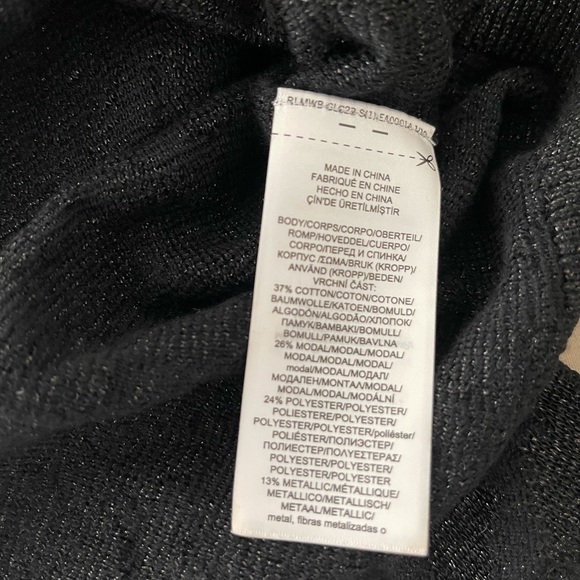 MADE IN CHINA
FABRIQUÉ EN CHINE
HECHO EN CHINO
ÇİN'DE ÜRETİLMİŞTİR
BODY/CORPS/CORPO/OBERTEIL/
ROMP/HOVEDDEL/CUERPO/
CORPO/ПЕРЕД И СПИНКА/
КОРПУС /ΣΩΜΑ/BRUK (KROPP)/
ANVÄND (KROPP)/BEDEN/
VRCHNÍ ČÁST:
37% COTTON/COTON/COTONE/
BAUMWOLLE/KATOEN/BOMULD/
ALGODÓN/ALGODÃO/ХЛОПОК/
ПАМУК/ΒΑΜΒΑΚΙ/BOMULL/
BOMULL/PAMUK/BAVLNA
26% MODAL/MODAL/MODAL/
MODAL/MODAL/MODAL/
modal/MODAL/МОДАЛ/
МОДАЛЕН/ΜΟΝΤΑΛ/MODAL/
MODAL/MODAL/MODÁLNÍ
24% POLYESTER/POLYESTER/
POLIESTERE/POLYESTER/
POLYESTER/POLYESTER/poliéster/
POLIÉSTER/ПОЛИЭСТЕР/
ПОЛИЕСТЕР/ΠΟΛΥΕΣΤΕΡΑΣ/
POLYESTER/POLYESTER/
POLYESTER/POLYESTER
13% METALLIC/MÉTALLIQUE/
METALLICO/METALLISCH/
METAAL/METALLIC/
metal, fibras metalizadas o